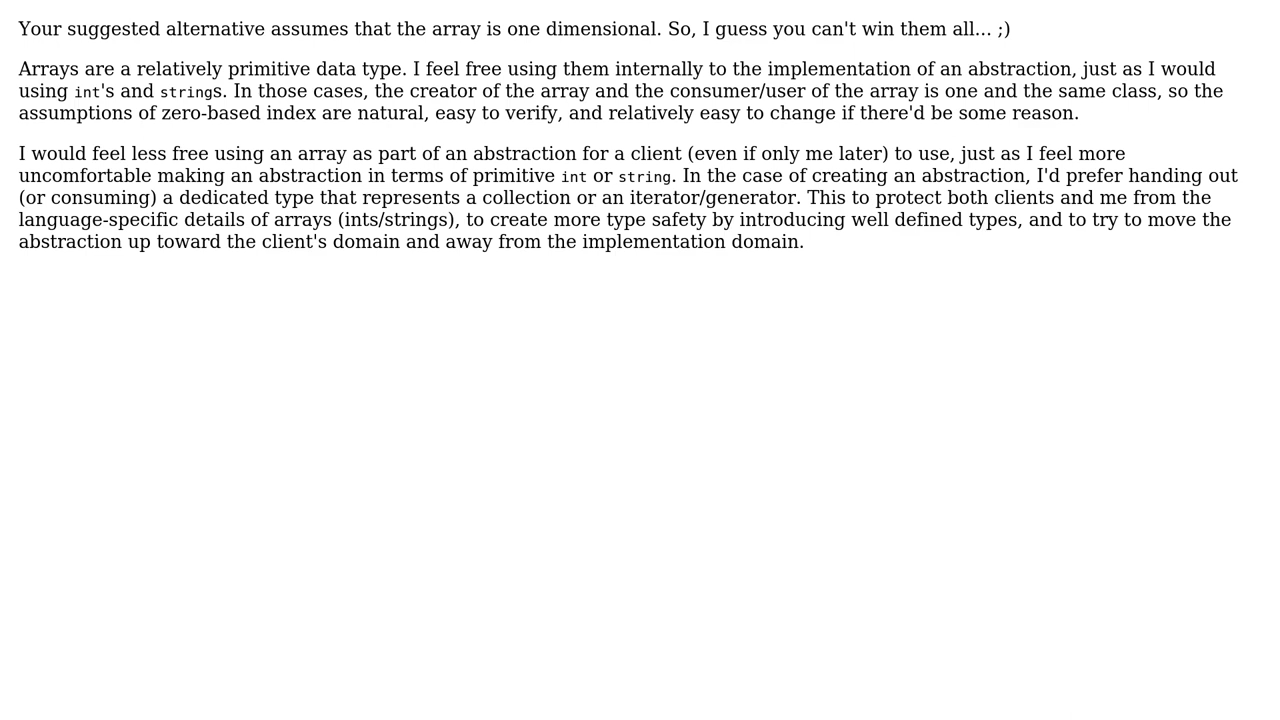 Your suggested alternative assumes that the array is one dimensional. So, I guess you can't win them all... ;)
Arrays are a relatively primitive data type. I feel free using them internally to the implementation of an abstraction, just as I would
using int's and strings. In those cases, the creator of the array and the consumer/user of the array is one and the same class, so the
assumptions of zero-based index are natural, easy to verify, and relatively easy to change if there'd be some reason.
I would feel less free using an array as part of an abstraction for a client (even if only me later) to use, just as I feel more
uncomfortable making an abstraction in terms of primitive int or string. In the case of creating an abstraction, I'd prefer handing out
(or consuming) a dedicated type that represents a collection or an iterator/generator. This to protect both clients and me from the
language-specific details of arrays (ints/strings), to create more type safety by introducing well defined types, and to try to move the
abstraction up toward the client's domain and away from the implementation domain.